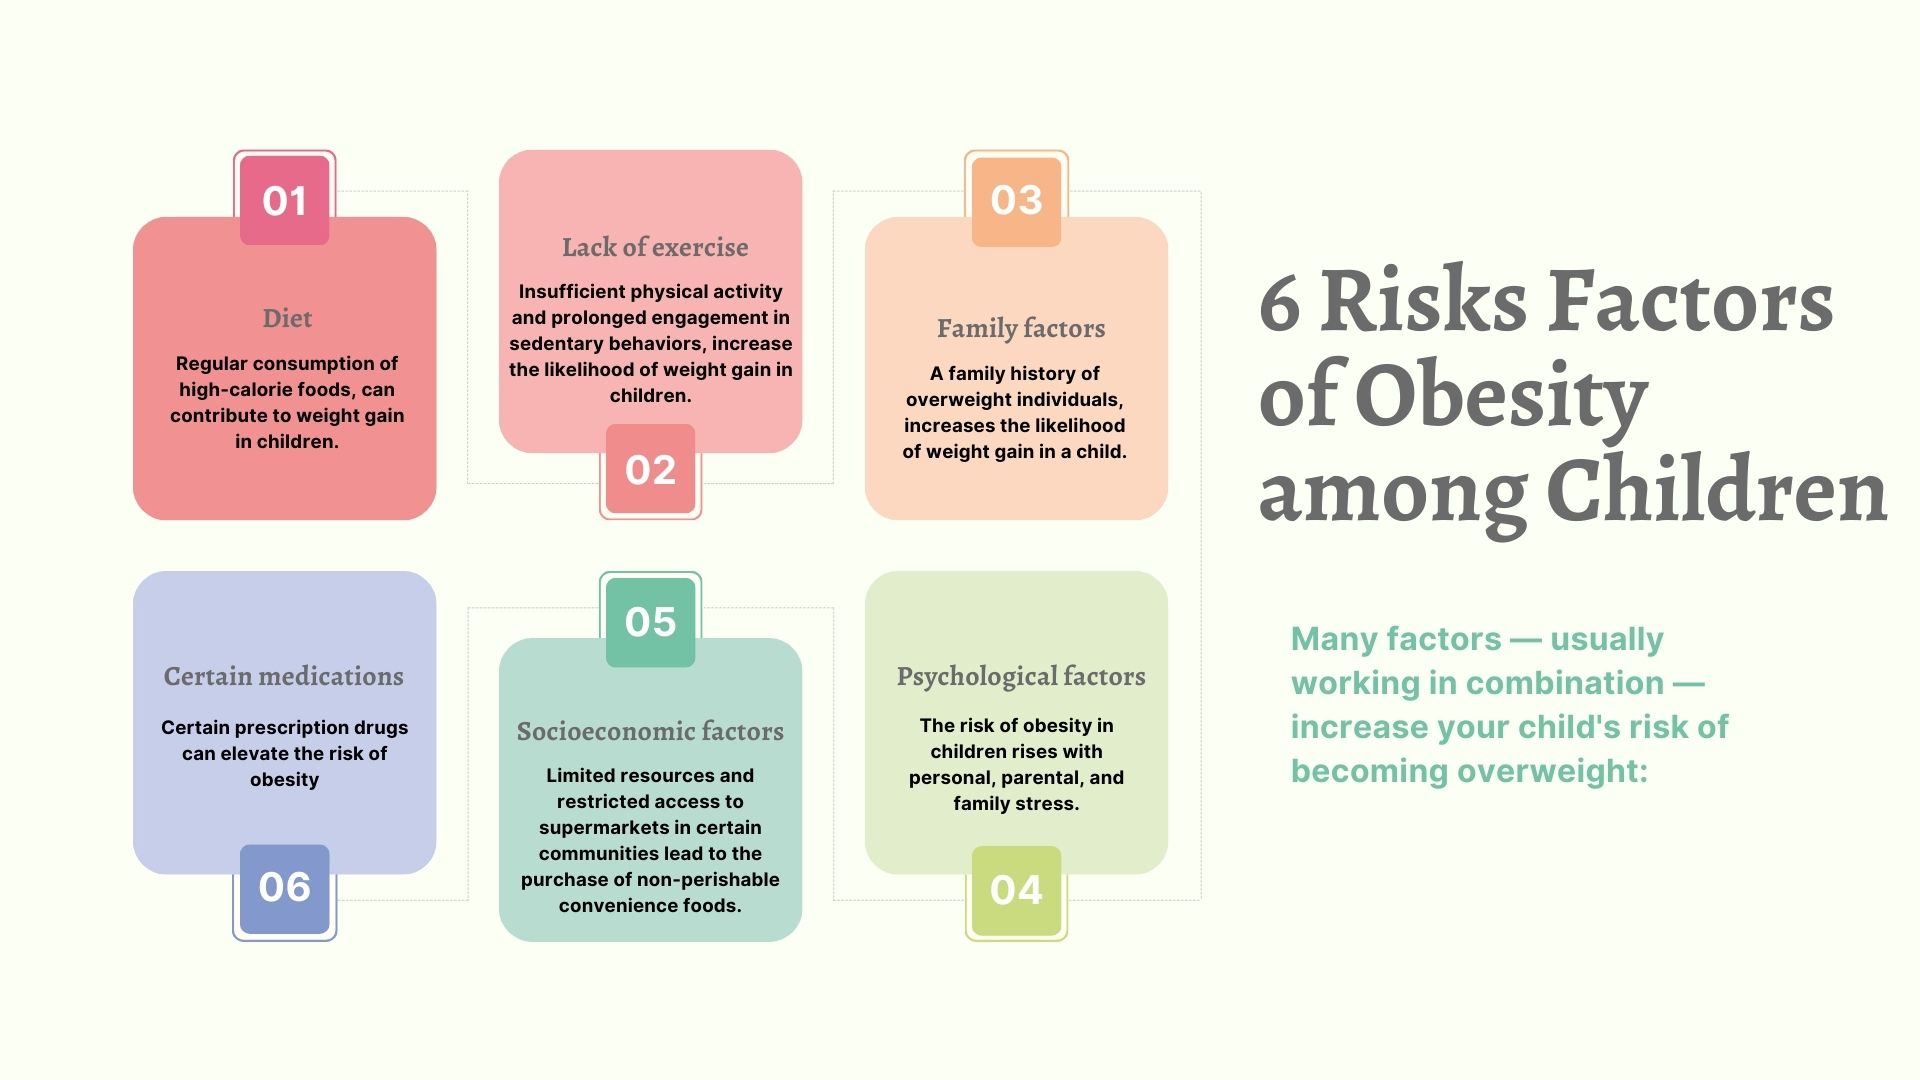 6 Risks Factors
of Obesity
among Children
Many factors — usually
working in combination —
increase your child's risk of
becoming overweight:
01
Diet
Regular consumption of
high-calorie foods, can
contribute to weight gain
in children.
Lack of exercise
Insufficient physical activity
and prolonged engagement in
sedentary behaviors, increase
the likelihood of weight gain in
children.
02
03
Family factors
A family history of
overweight individuals,
increases the likelihood
of weight gain in a child.
Psychological factors
The risk of obesity in
children rises with
personal, parental, and
family stress.
04
05
Socioeconomic factors
Limited resources and
restricted access to
supermarkets in certain
communities lead to the
purchase of non-perishable
convenience foods.
Certain medications
Certain prescription drugs
can elevate the risk of
obesity
06